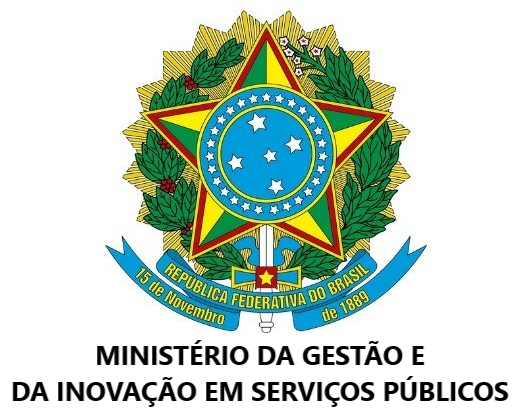 REPÚBLICA FEDERATIVA DO BRASIL
15 de Novembro
de 1889
MINISTÉRIO DA GESTÃO E
DA INOVAÇÃO EM SERVIÇOS PÚBLICOS